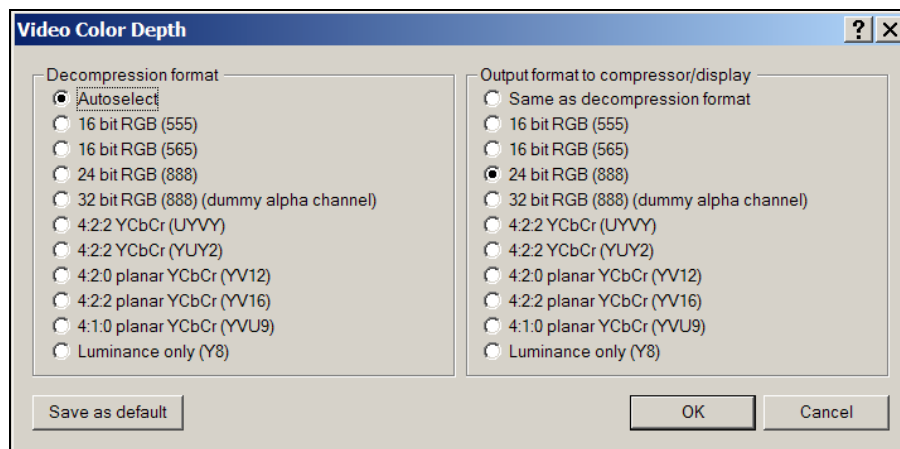 Video Color Depth
Decompression format
Autoselect
16 bit RGB (555)
16 bit RGB (565)
24 bit RGB (888)
32 bit RGB (888) (dummy alpha channel)
4:2:2 YCbCr (UYVY)
4:2:2 YCbCr (YUY2)
4:2:0 planar YCbCr (YV12)
4:2:2 planar YCbCr (YV16)
4:1:0 planar YCbCr (YVU9)
Luminance only (Y8)
Output format to compressor/display
Same as decompression format
16 bit RGB (555)
16 bit RGB (565)
24 bit RGB (888)
32 bit RGB (888) (dummy alpha channel)
4:2:2 YCbCr (UYVY)
4:2:2 YCbCr (YUY2)
4:2:0 planar YCbCr (YV12)
4:2:2 planar YCbCr (YV16)
4:1:0 planar YCbCr (YVU9)
Luminance only (Y8)
Save as default
OK
Cancel